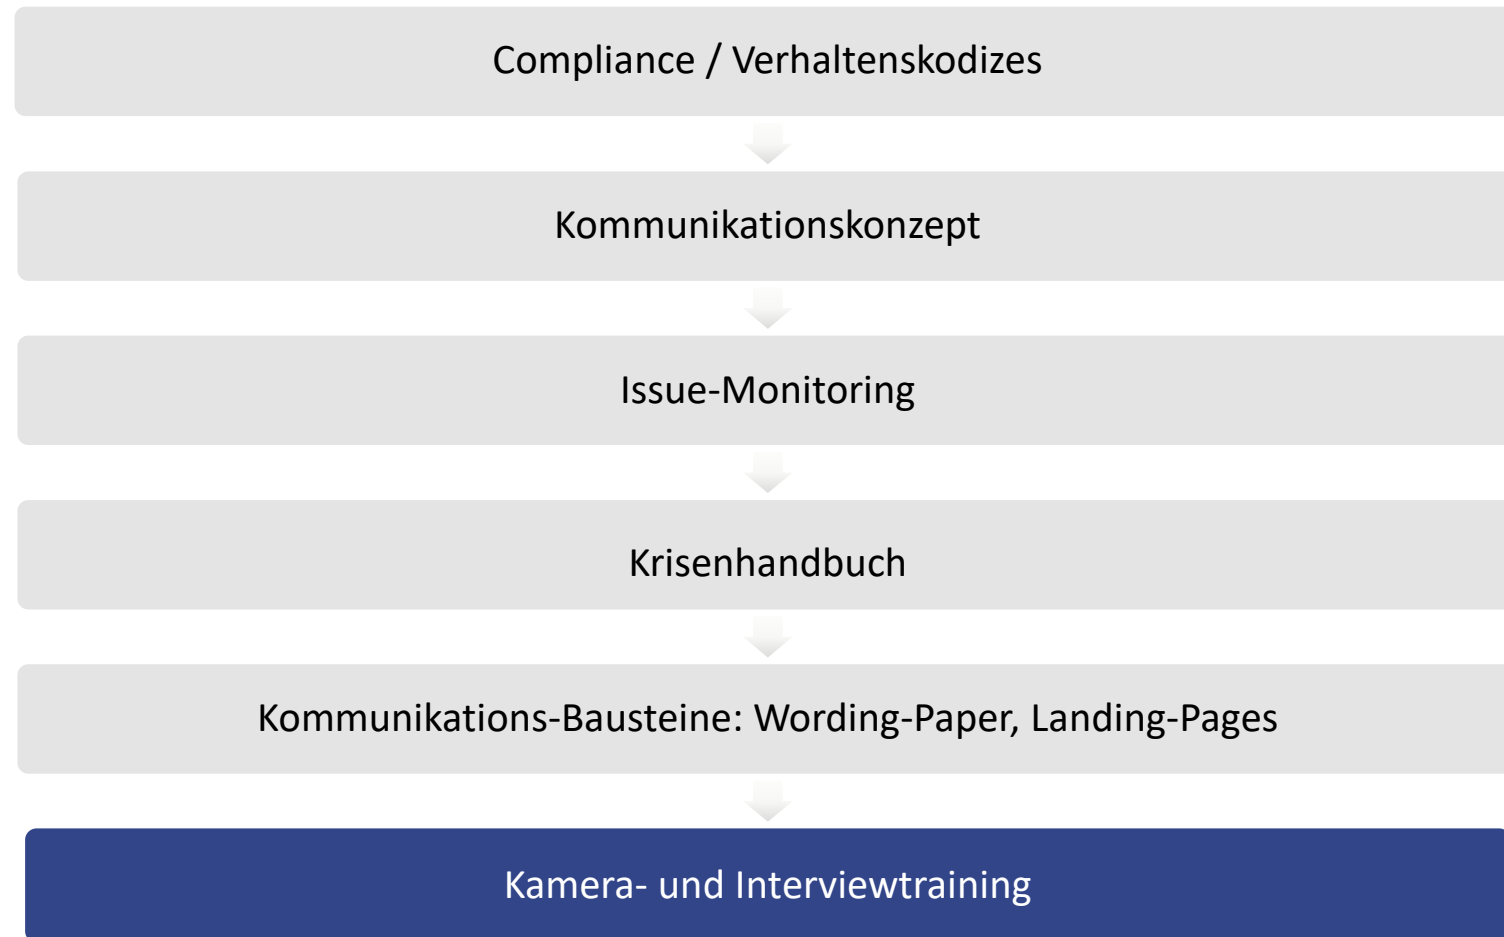 Compliance / Verhaltenskodizes
Kommunikationskonzept
Issue-Monitoring
Krisenhandbuch
Kommunikations-Bausteine: Wording-Paper, Landing-Pages
Kamera- und Interviewtraining